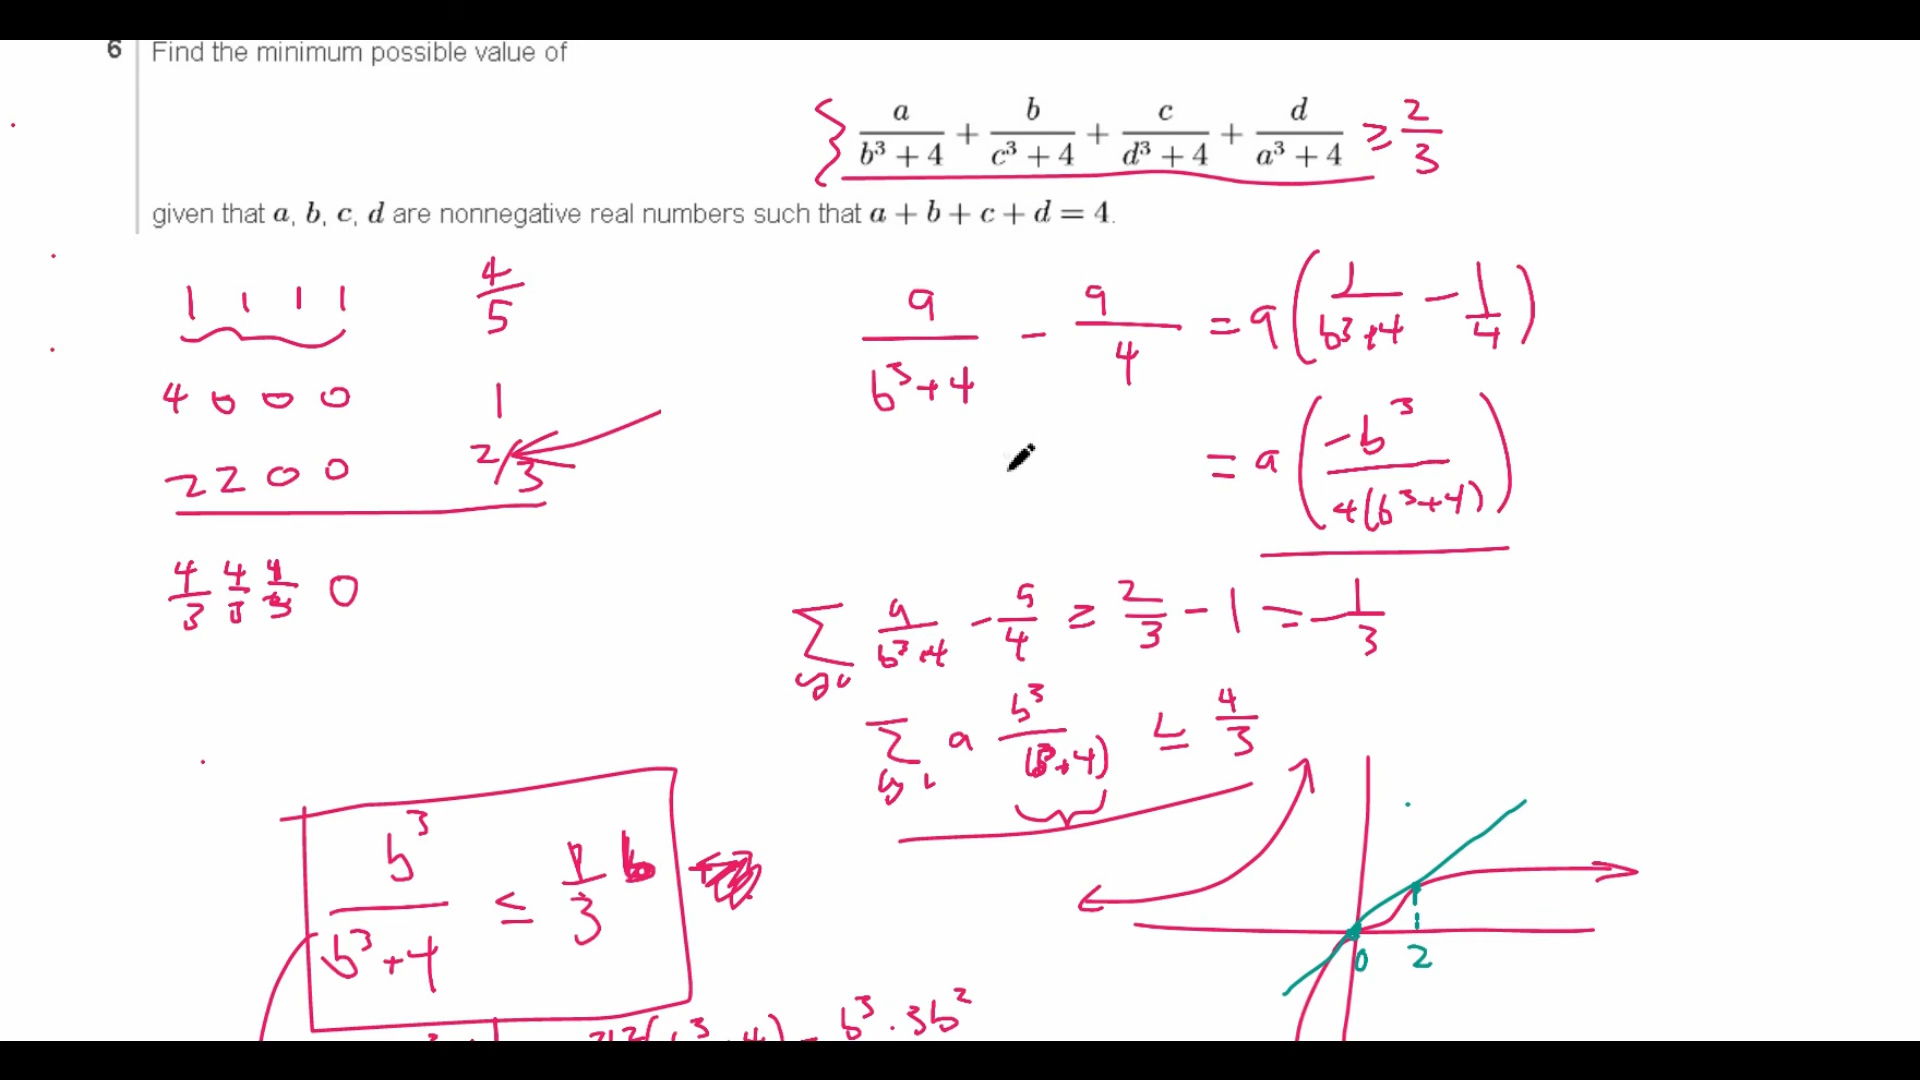 6 Find the minimum possible value of
a/(b³ + 4) + b/(c³ + 4) + c/(d³ + 4) + d/(a³ + 4) ≥ 2/3
given that a, b, c, d are nonnegative real numbers such that a + b + c + d = 4.
1 1 1 1 4/5
4 0 0 0 1
2 2 0 0 2/3
4/3 4/3 4/3 0
a/(b³+4) - a/4 = a(1/(b³+4) - 1/4)
= a(-b³/(4(b³+4)))
∑cyc a/(b³+4) - a/4 ≥ 2/3 - 1 = -1/3
∑cyc a b³/(b³+4) ≤ 4/3
b³/(b³+4) ≤ 1/3 b
0 2
b³ · 3b²